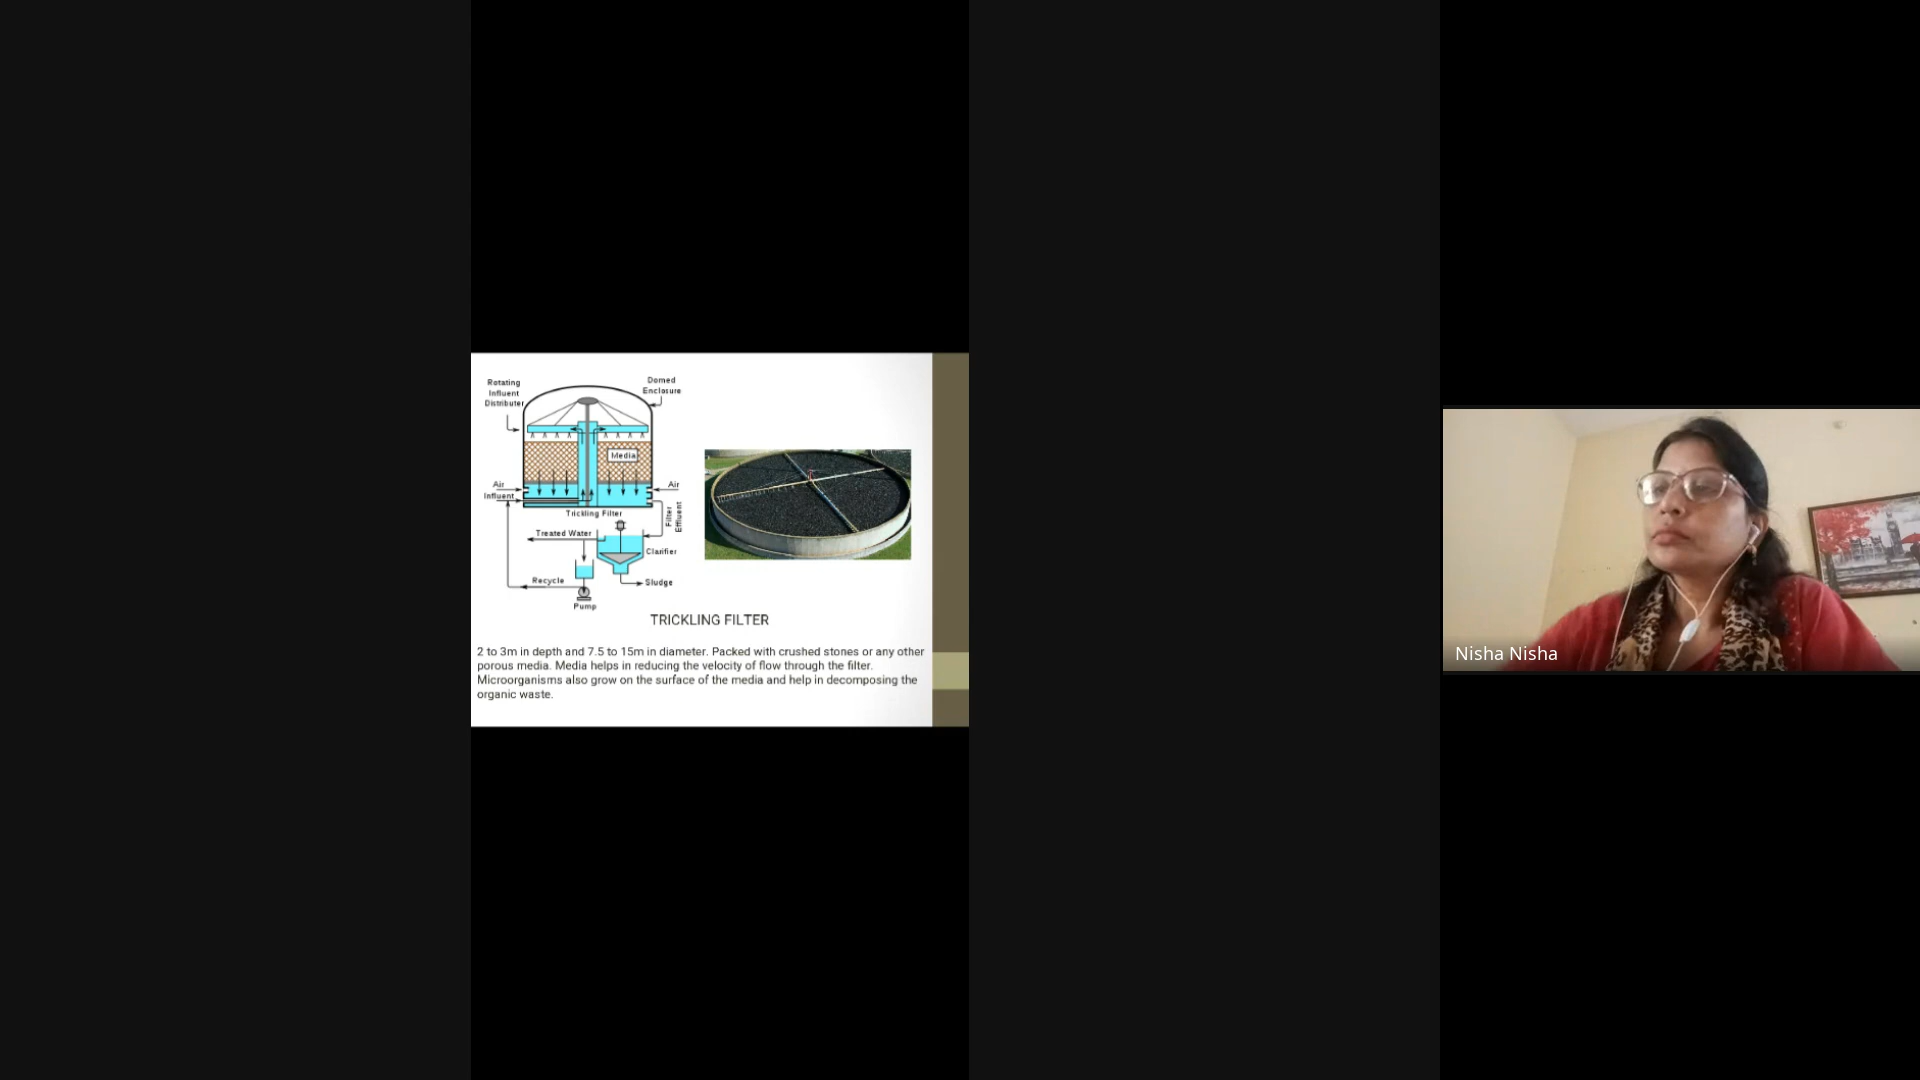 Rotating
Influent
Distributer
Domed
Enclosure
Media
Air
Influent
Air
Trickling Filter
Filter
Effluent
Treated Water
Clarifier
Recycle
Sludge
Pump
TRICKLING FILTER
2 to 3m in depth and 7.5 to 15m in diameter. Packed with crushed stones or any other
porous media. Media helps in reducing the velocity of flow through the filter.
Microorganisms also grow on the surface of the media and help in decomposing the
organic waste.
Nisha Nisha